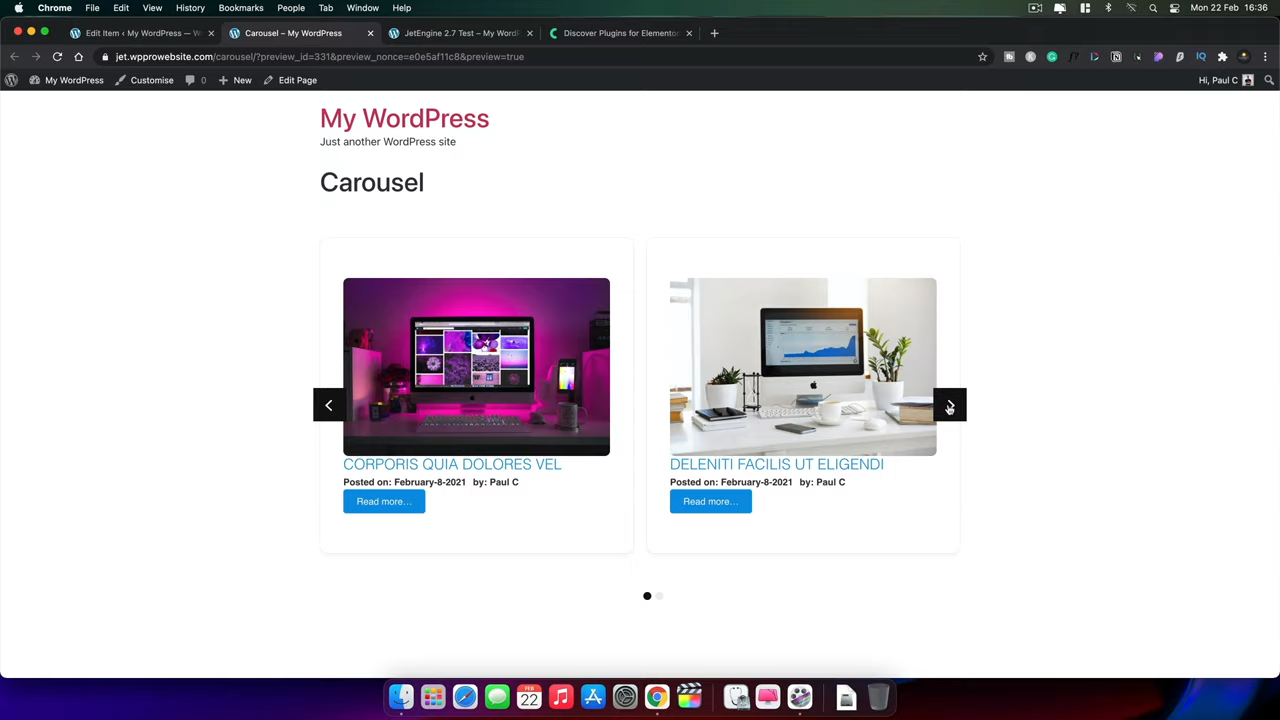 Chrome File Edit View History Bookmarks People Tab Window Help Mon 22 Feb 16:36
Edit Item ‹ My WordPress — W Carousel – My WordPress JetEngine 2.7 Test – My WordF Discover Plugins for Elementor
jet.wpprowebsite.com/carousel/?preview_id=331&preview_nonce=e0e5af11c8&preview=true
My WordPress Customise 0 New Edit Page Hi, Paul C
My WordPress
Just another WordPress site
Carousel
CORPORIS QUIA DOLORES VEL
Posted on: February-8-2021 by: Paul C
Read more…
DELENITI FACILIS UT ELIGENDI
Posted on: February-8-2021 by: Paul C
Read more…
FEB
22